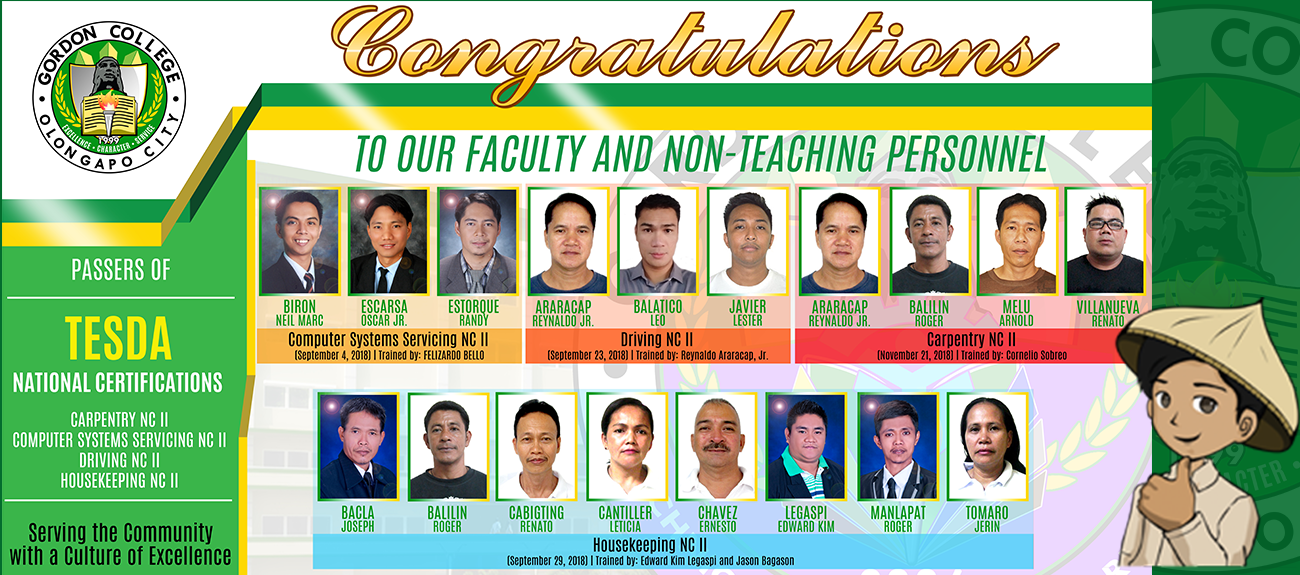 GORDON COLLEGE
EXCELLENCE • CHARACTER • SERVICE
1999
• OLONGAPO CITY •
Congratulations
TO OUR FACULTY AND NON-TEACHING PERSONNEL
PASSERS OF
TESDA
NATIONAL CERTIFICATIONS
CARPENTRY NC II
COMPUTER SYSTEMS SERVICING NC II
DRIVING NC II
HOUSEKEEPING NC II
Serving the Community
with a Culture of Excellence
BIRON
NEIL MARC
ESCARSA
OSCAR JR.
ESTORQUE
RANDY
Computer Systems Servicing NC II
(September 4, 2018) | Trained by: FELIZARDO BELLO
ARARACAP
REYNALDO JR.
BALATICO
LEO
JAVIER
LESTER
Driving NC II
(September 23, 2018) | Trained by: Reynaldo Araracap, Jr.
ARARACAP
REYNALDO JR.
BALILIN
ROGER
MELU
ARNOLD
VILLANUEVA
RENATO
Carpentry NC II
(November 21, 2018) | Trained by: Cornelio Sobreo
BACLA
JOSEPH
BALILIN
ROGER
CABIGTING
RENATO
CANTILLER
LETICIA
CHAVEZ
ERNESTO
LEGASPI
EDWARD KIM
MANLAPAT
ROGER
TOMARO
JERIN
Housekeeping NC II
(September 29, 2018) | Trained by: Edward Kim Legaspi and Jason Bagason